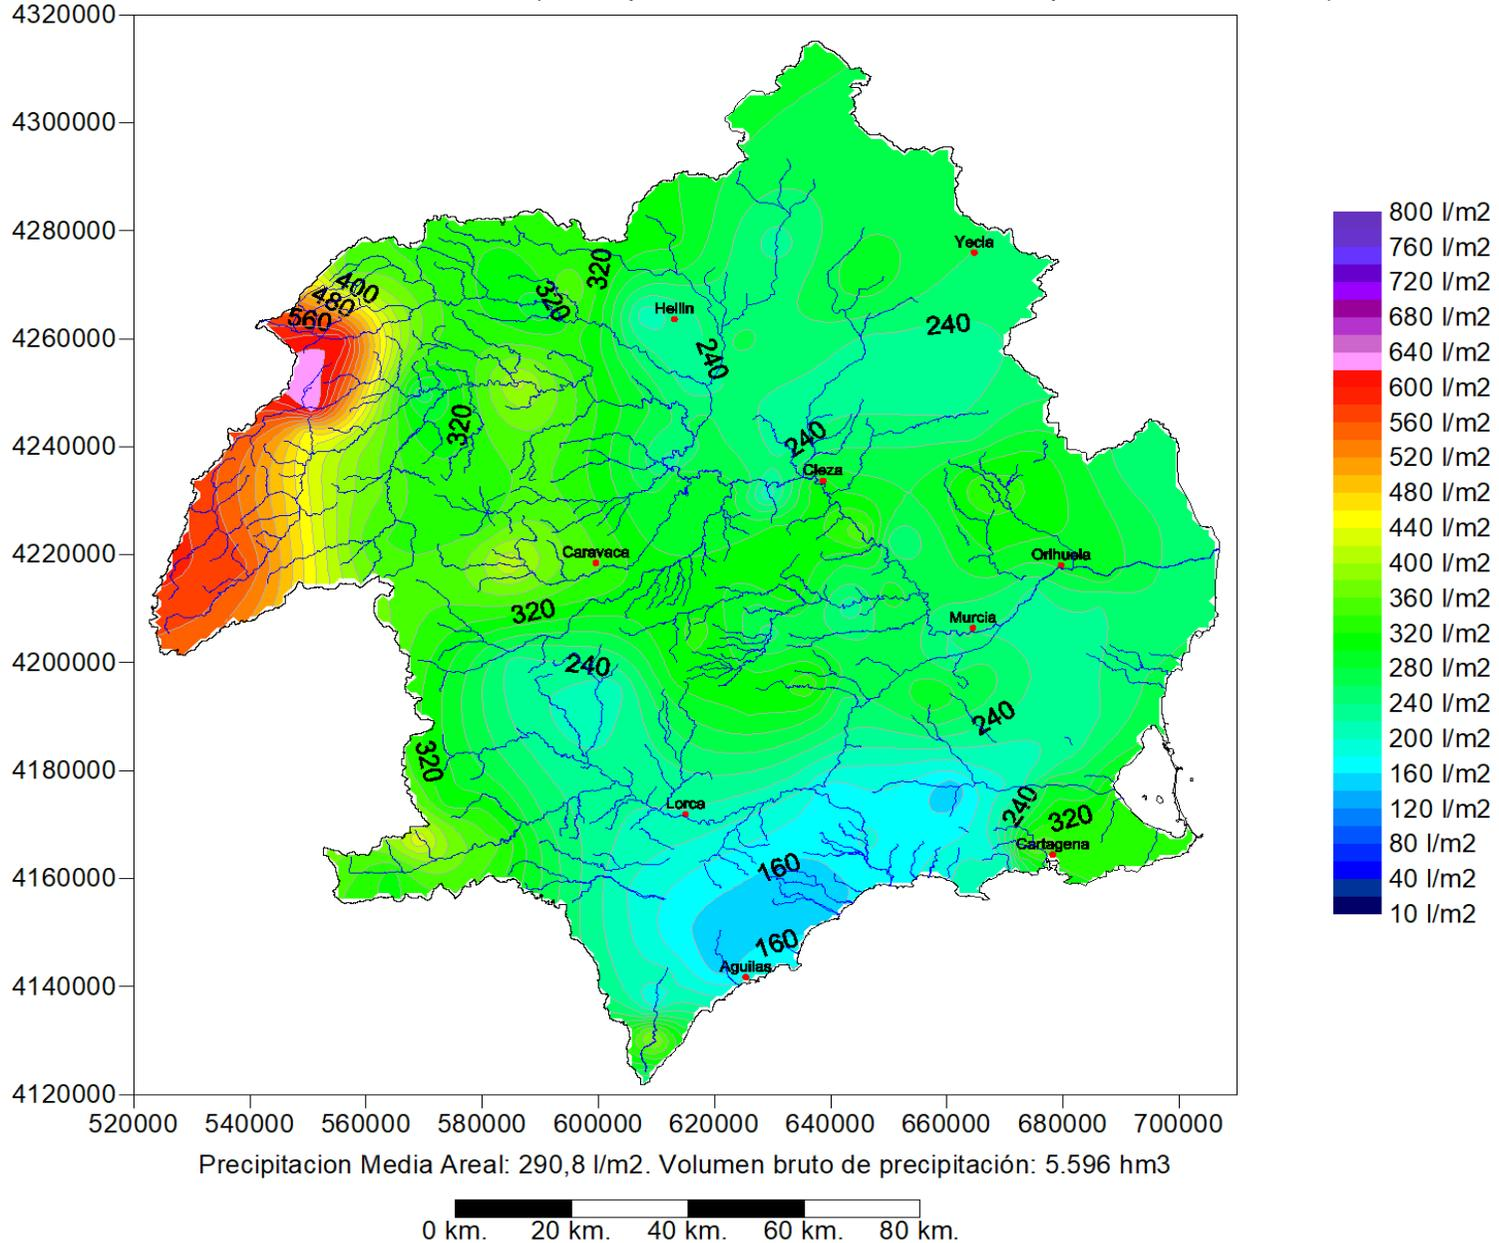 4320000
4300000
4280000
4260000
4240000
4220000
4200000
4180000
4160000
4140000
4120000
520000 540000 560000 580000 600000 620000 640000 660000 680000 700000
Yecla
400
480
560
320
320
Hellin
240
240
320
240
Cieza
Caravaca
Orihuela
320
Murcia
240
240
320
Lorca
240
320
Cartagena
160
160
Aguilas
800 l/m2
760 l/m2
720 l/m2
680 l/m2
640 l/m2
600 l/m2
560 l/m2
520 l/m2
480 l/m2
440 l/m2
400 l/m2
360 l/m2
320 l/m2
280 l/m2
240 l/m2
200 l/m2
160 l/m2
120 l/m2
80 l/m2
40 l/m2
10 l/m2
Precipitacion Media Areal: 290,8 l/m2. Volumen bruto de precipitación: 5.596 hm3
0 km. 20 km. 40 km. 60 km. 80 km.